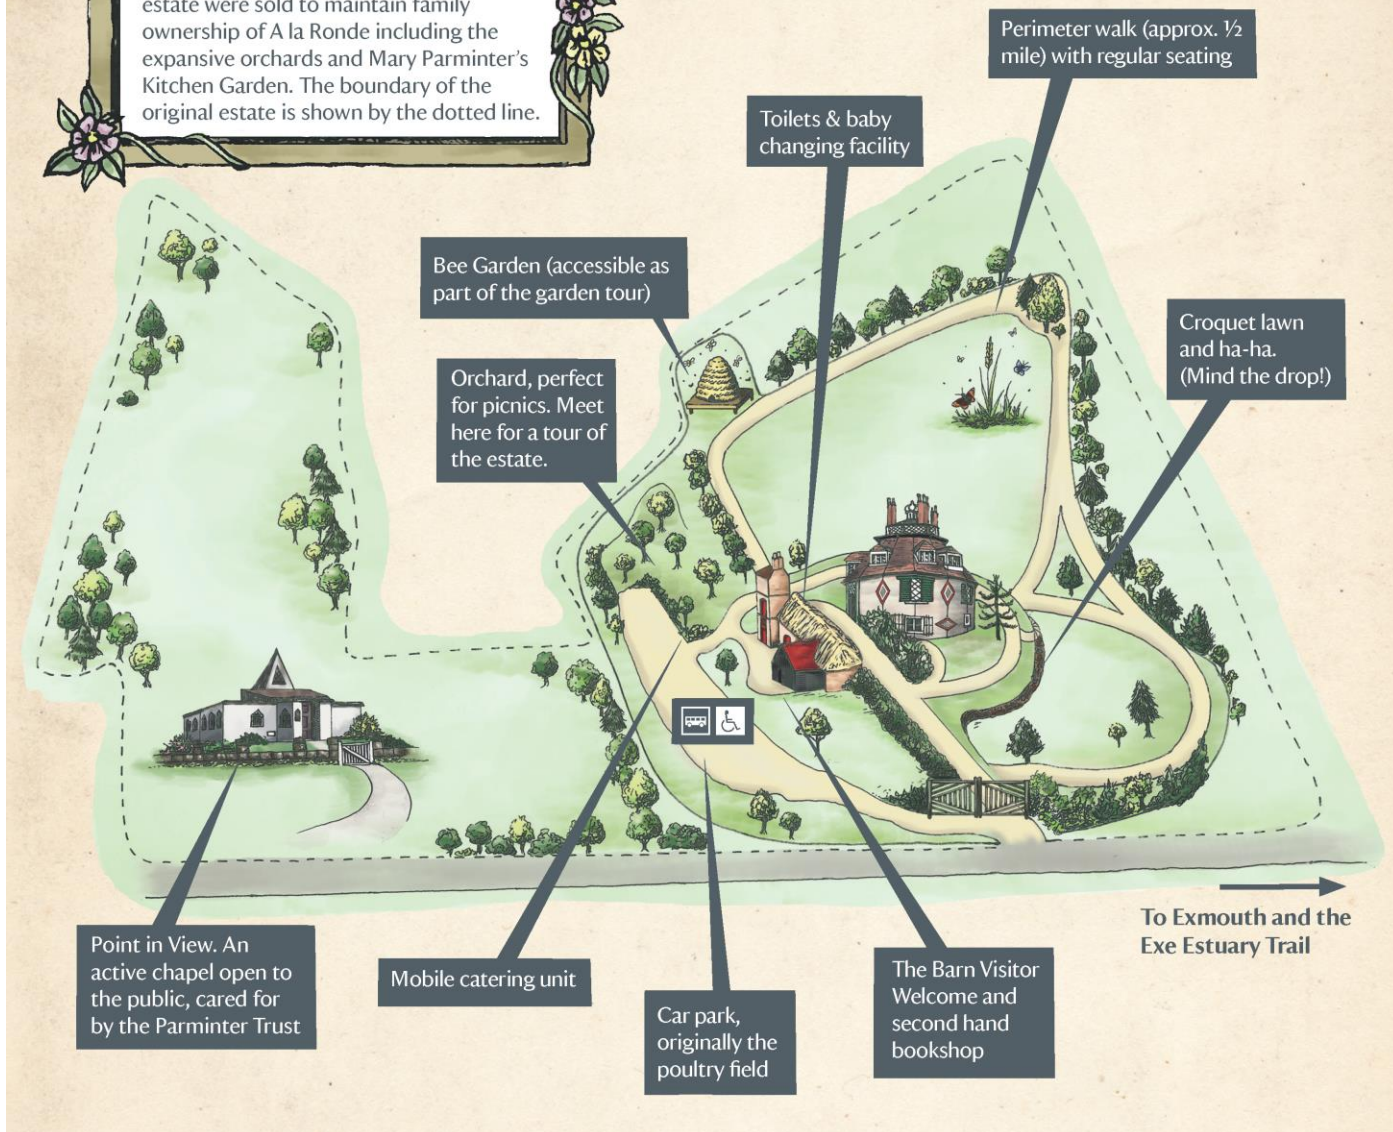 estate were sold to maintain family
ownership of A la Ronde including the
expansive orchards and Mary Parminter’s
Kitchen Garden. The boundary of the
original estate is shown by the dotted line.
Perimeter walk (approx. ½
mile) with regular seating
Toilets & baby
changing facility
Bee Garden (accessible as
part of the garden tour)
Croquet lawn
and ha-ha.
(Mind the drop!)
Orchard, perfect
for picnics. Meet
here for a tour of
the estate.
To Exmouth and the
Exe Estuary Trail
Point in View. An
active chapel open to
the public, cared for
by the Parminter Trust
Mobile catering unit
Car park,
originally the
poultry field
The Barn Visitor
Welcome and
second hand
bookshop